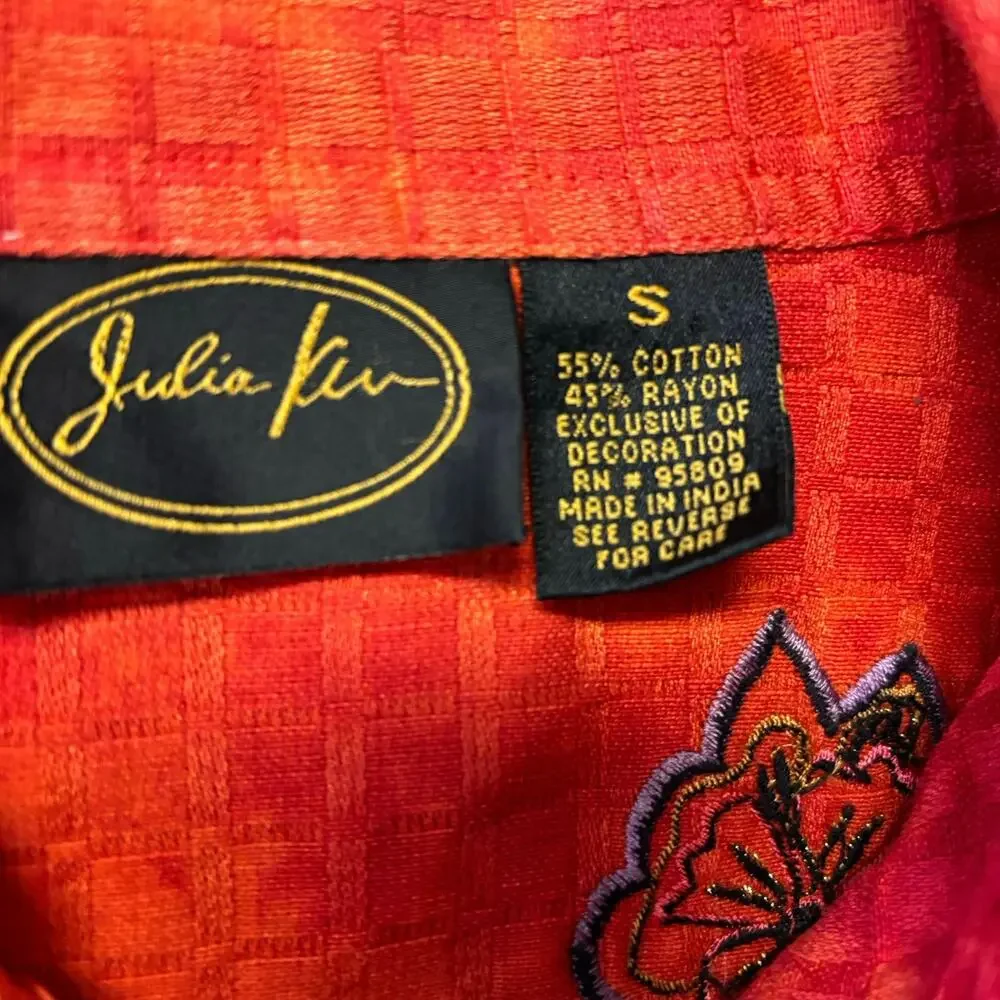 Julia Kim
S
55% COTTON
45% RAYON
EXCLUSIVE OF
DECORATION
RN # 95809
MADE IN INDIA
SEE REVERSE
FOR CARE